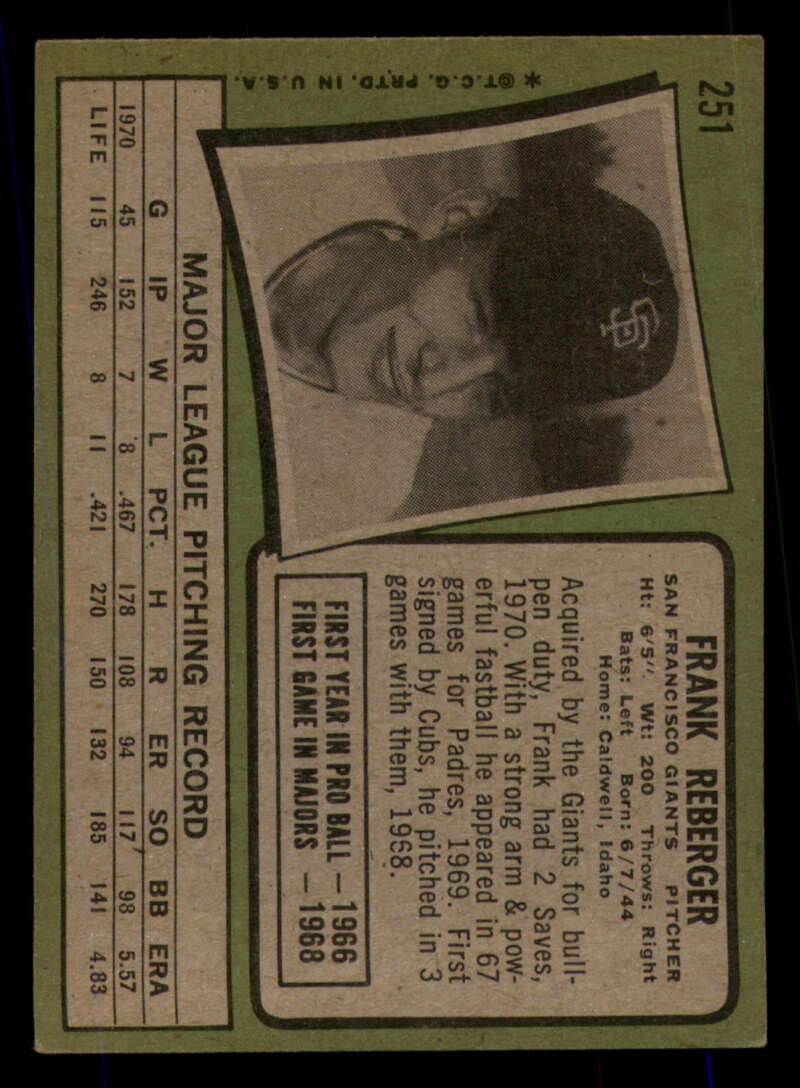 251
FRANK REBERGER
SAN FRANCISCO GIANTS PITCHER
Ht: 6'5". Wt: 200 Throws: Right
Bats: Left Born: 6/7/44
Home: Caldwell, Idaho
Acquired by the Giants for bull-
pen duty, Frank had 2 Saves,
1970. With a strong arm & pow-
erful fastball he appeared in 67
games for Padres, 1969. First
signed by Cubs, he pitched in 3
games with them, 1968.
FIRST YEAR IN PRO BALL — 1966
FIRST GAME IN MAJORS — 1968
SF
MAJOR LEAGUE PITCHING RECORD
G IP W L PCT. H R ER SO BB ERA
1970 45 152 7 8 .467 178 108 94 117 98 5.57
LIFE 115 246 8 11 .421 270 150 132 185 141 4.83
*©T.C.G. PRTD. IN U.S.A.